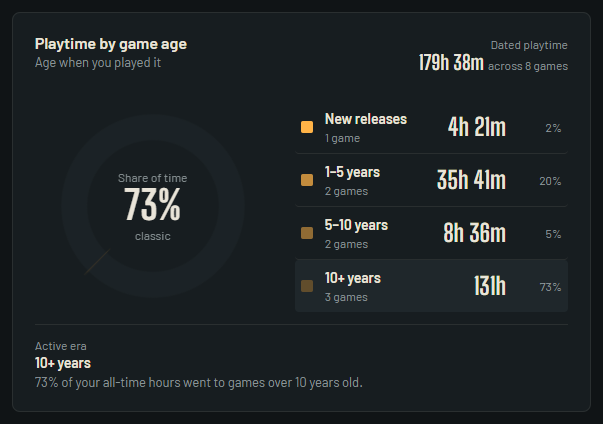 Playtime by game age
Age when you played it
Dated playtime
179h 38m across 8 games
Share of time
73%
classic
New releases
1 game
4h 21m
2%
1–5 years
2 games
35h 41m
20%
5–10 years
2 games
8h 36m
5%
10+ years
3 games
131h
73%
Active era
10+ years
73% of your all-time hours went to games over 10 years old.